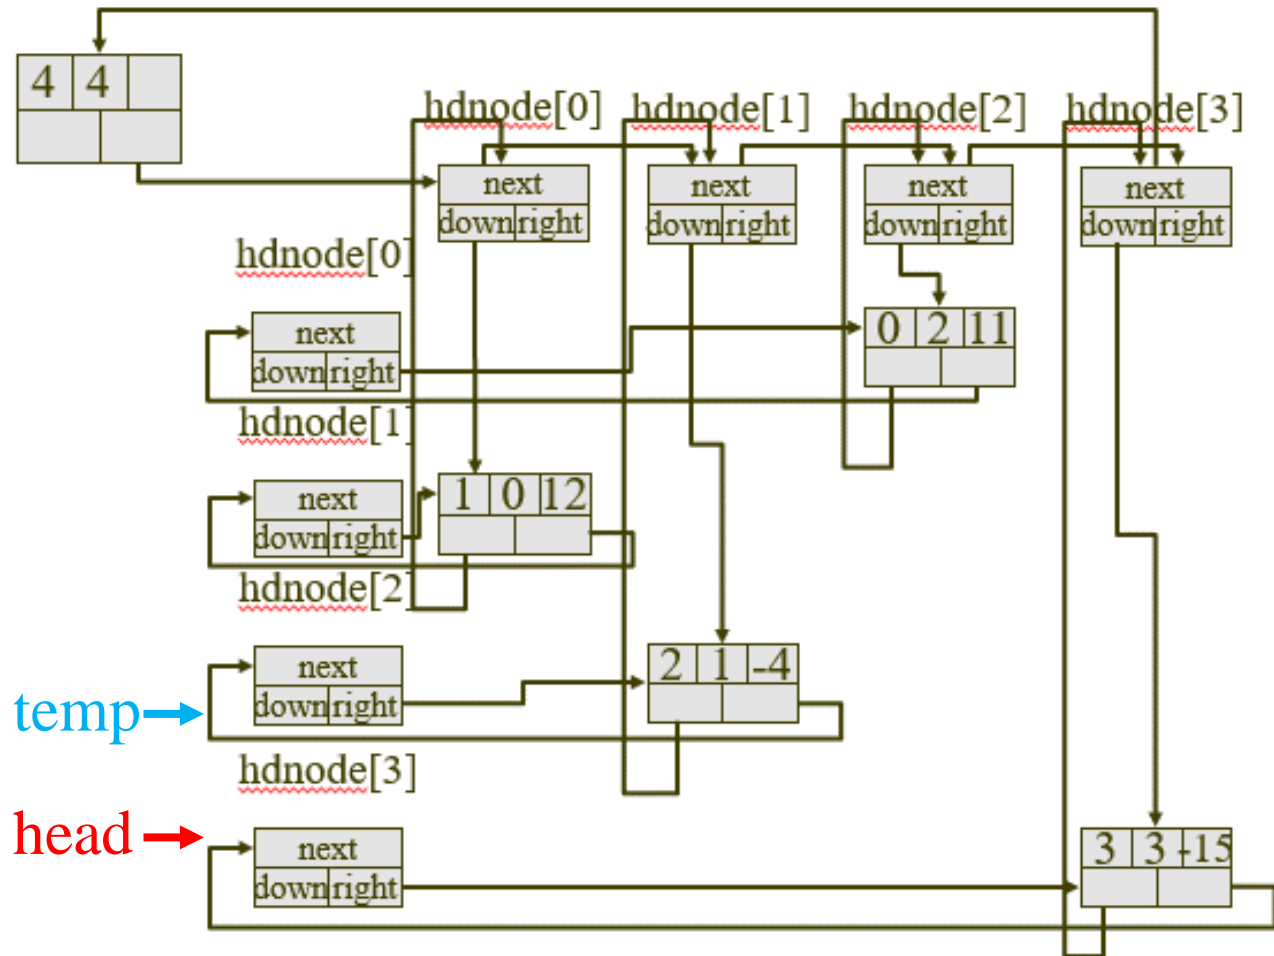 4 4
hdnode[0] hdnode[1] hdnode[2] hdnode[3]
next next next next
down right down right down right down right
hdnode[0]
next 0 2 11
down right
hdnode[1]
next 1 0 12
down right
hdnode[2]
next 2 1 -4
down right
temp
hdnode[3]
head
next 3 3 -15
down right